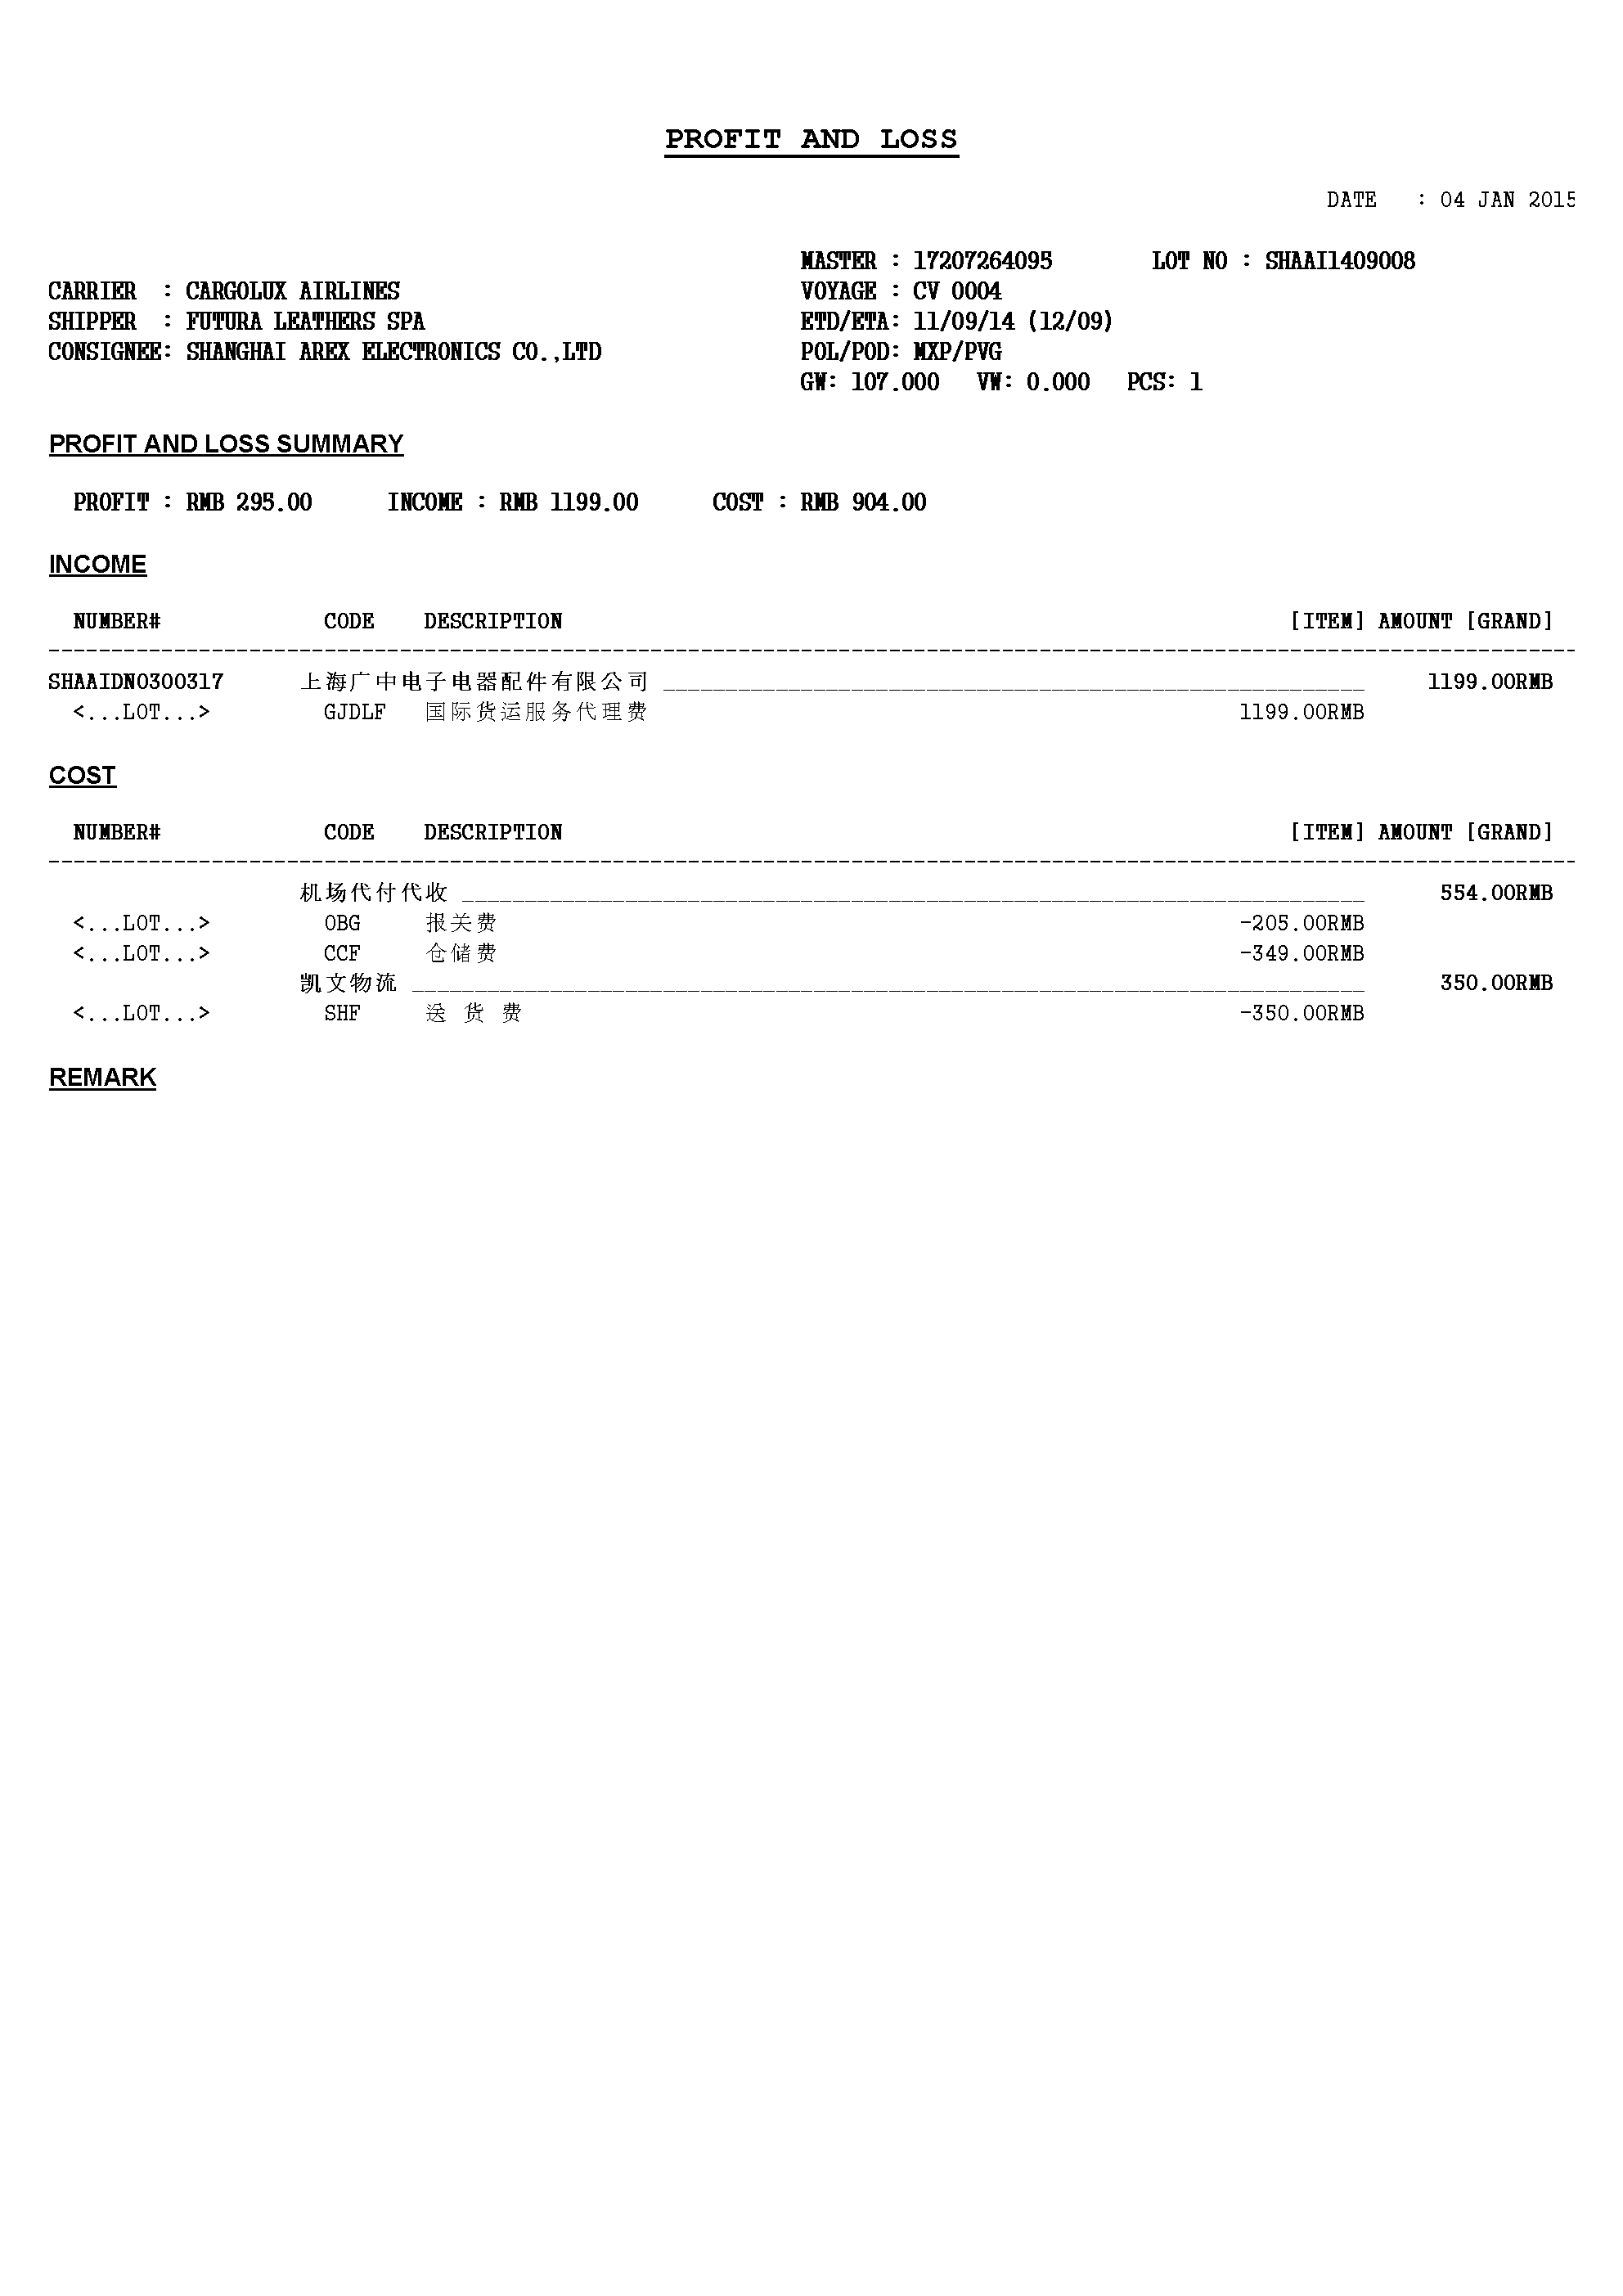 PROFIT AND LOSS
DATE : 04 JAN 2015
MASTER : 17207264095 LOT NO : SHAAI1409008
CARRIER : CARGOLUX AIRLINES VOYAGE : CV 0004
SHIPPER : FUTURA LEATHERS SPA ETD/ETA: 11/09/14 (12/09)
CONSIGNEE: SHANGHAI AREX ELECTRONICS CO.,LTD POL/POD: MXP/PVG
GW: 107.000 VW: 0.000 PCS: 1
PROFIT AND LOSS SUMMARY
PROFIT : RMB 295.00 INCOME : RMB 1199.00 COST : RMB 904.00
INCOME
NUMBER# CODE DESCRIPTION [ITEM] AMOUNT [GRAND]
SHAAIDN0300317 上海广中电子电器配件有限公司 1199.00RMB
<...LOT...> GJDLF 国际货运服务代理费 1199.00RMB
COST
NUMBER# CODE DESCRIPTION [ITEM] AMOUNT [GRAND]
机场代付代收 554.00RMB
<...LOT...> OBG 报关费 -205.00RMB
<...LOT...> CCF 仓储费 -349.00RMB
凯文物流 350.00RMB
<...LOT...> SHF 送 货 费 -350.00RMB
REMARK